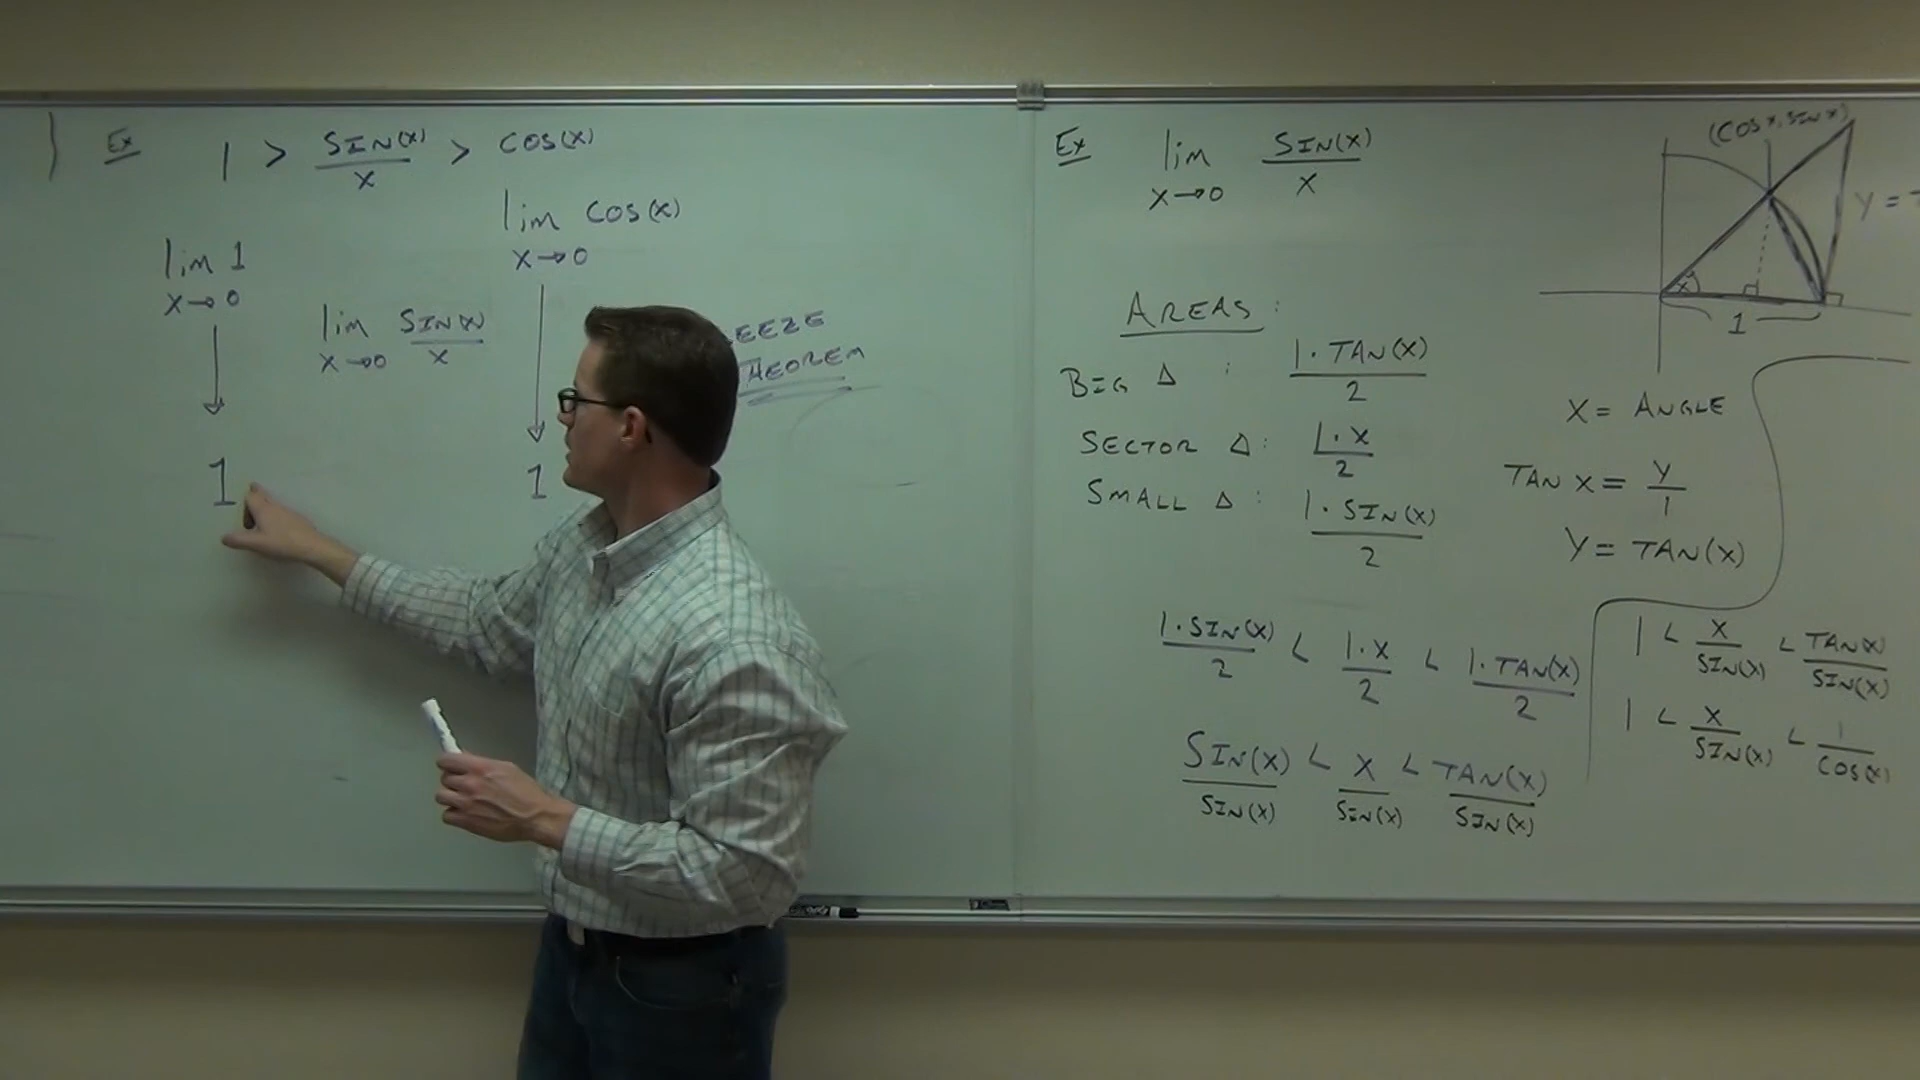 Ex 1 > SIN(x)/x > COS(x)
lim 1
x→0
lim COS(x)
x→0
lim SIN(x)/x
x→0
THEOREM
1
1
Ex lim SIN(x)/x
x→0
(COS x, SIN x)
Y =
x
1
AREAS:
BIG Δ : 1·TAN(x)/2
SECTOR Δ: 1·x/2
SMALL Δ: 1·SIN(x)/2
X = ANGLE
TAN X = Y/1
Y = TAN(X)
1·SIN(x)/2 < 1·x/2 < 1·TAN(x)/2
SIN(x)/SIN(x) < x/SIN(x) < TAN(x)/SIN(x)
1 < x/SIN(x) < TAN(x)/SIN(x)
1 < x/SIN(x) < 1/COS(x)